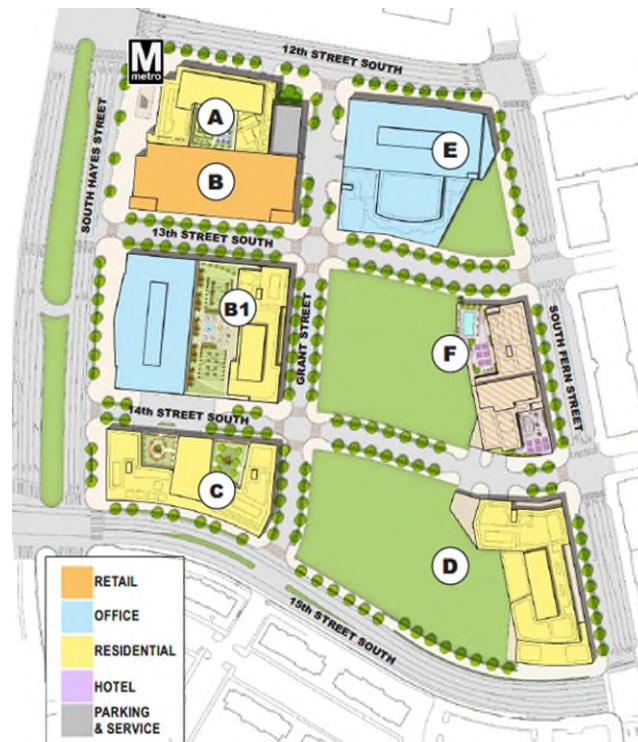 12th STREET SOUTH
M
metro
A
E
SOUTH HAYES STREET
B
13th STREET SOUTH
B1
GRANT STREET
F
SOUTH FERN STREET
14th STREET SOUTH
C
D
15th STREET SOUTH
RETAIL
OFFICE
RESIDENTIAL
HOTEL
PARKING
& SERVICE